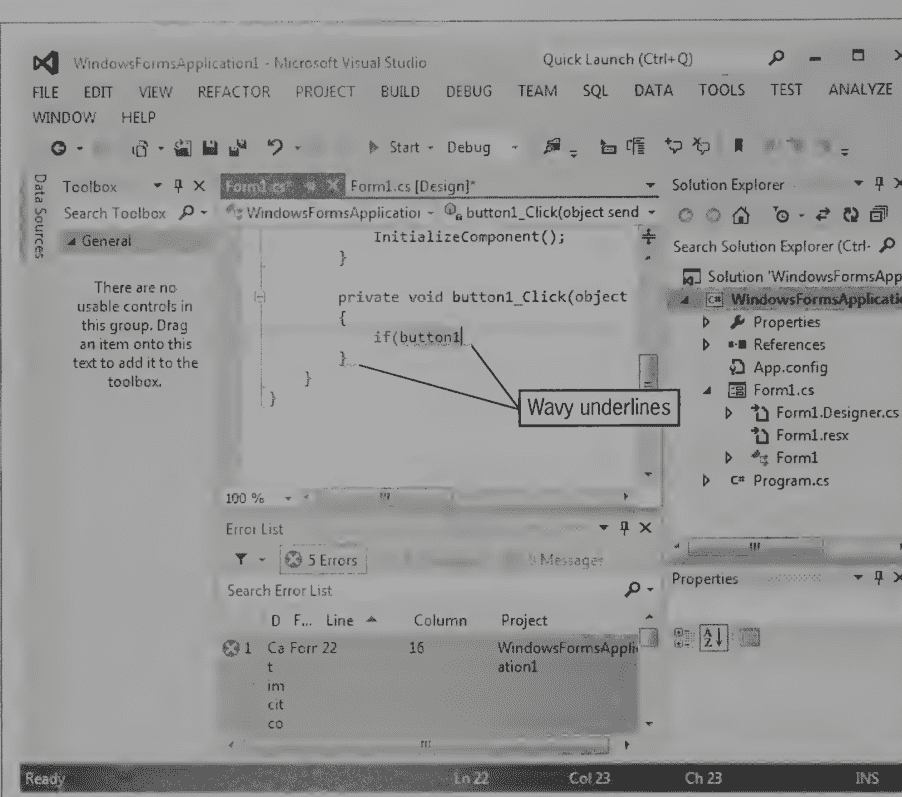 WindowsFormsApplication1 - Microsoft Visual Studio
Quick Launch (Ctrl+Q)
FILE EDIT VIEW REFACTOR PROJECT BUILD DEBUG TEAM SQL DATA TOOLS TEST ANALYZE
WINDOW HELP
Start Debug
Data Sources
Toolbox
Search Toolbox
General
There are no
usable controls in
this group. Drag
an item onto this
text to add it to the
toolbox.
Form1.cs* Form1.cs [Design]*
WindowsFormsApplication button1_Click(object send
InitializeComponent();
}
private void button1_Click(object
{
if(button1
}
}
}
Wavy underlines
100 %
Error List
5 Errors
Search Error List
D F... Line Column Project
1 Ca Forr 22 16 WindowsFormsAppli
t ation1
im
cit
co
Solution Explorer
Search Solution Explorer (Ctrl-
Solution 'WindowsFormsApp
C# WindowsFormsApplicati
Properties
References
App.config
Form1.cs
Form1.Designer.cs
Form1.resx
Form1
C# Program.cs
Properties
Ready Ln 22 Col 23 Ch 23 INS